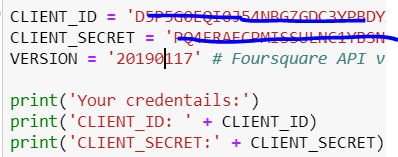 CLIENT_ID = '
CLIENT_SECRET = '
VERSION = '20190117' # Foursquare API v
print('Your credentails:')
print('CLIENT_ID: ' + CLIENT_ID)
print('CLIENT_SECRET:' + CLIENT_SECRET)